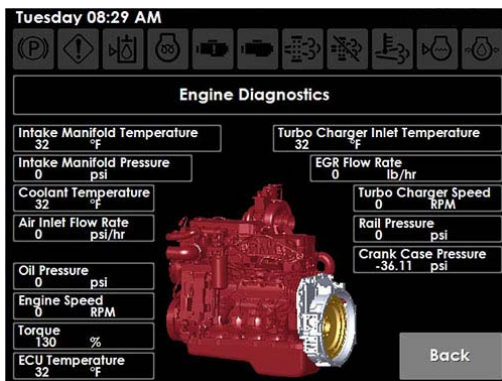 Tuesday 08:29 AM
(P)
Engine Diagnostics
Intake Manifold Temperature
32 °F
Turbo Charger Inlet Temperature
32 °F
Intake Manifold Pressure
0 psi
EGR Flow Rate
0 lb/hr
Coolant Temperature
32 °F
Turbo Charger Speed
0 RPM
Air Inlet Flow Rate
0 psi/hr
Rail Pressure
0 psi
Crank Case Pressure
-36.11 psi
Oil Pressure
0 psi
Engine Speed
0 RPM
Torque
130 %
ECU Temperature
32 °F
Back